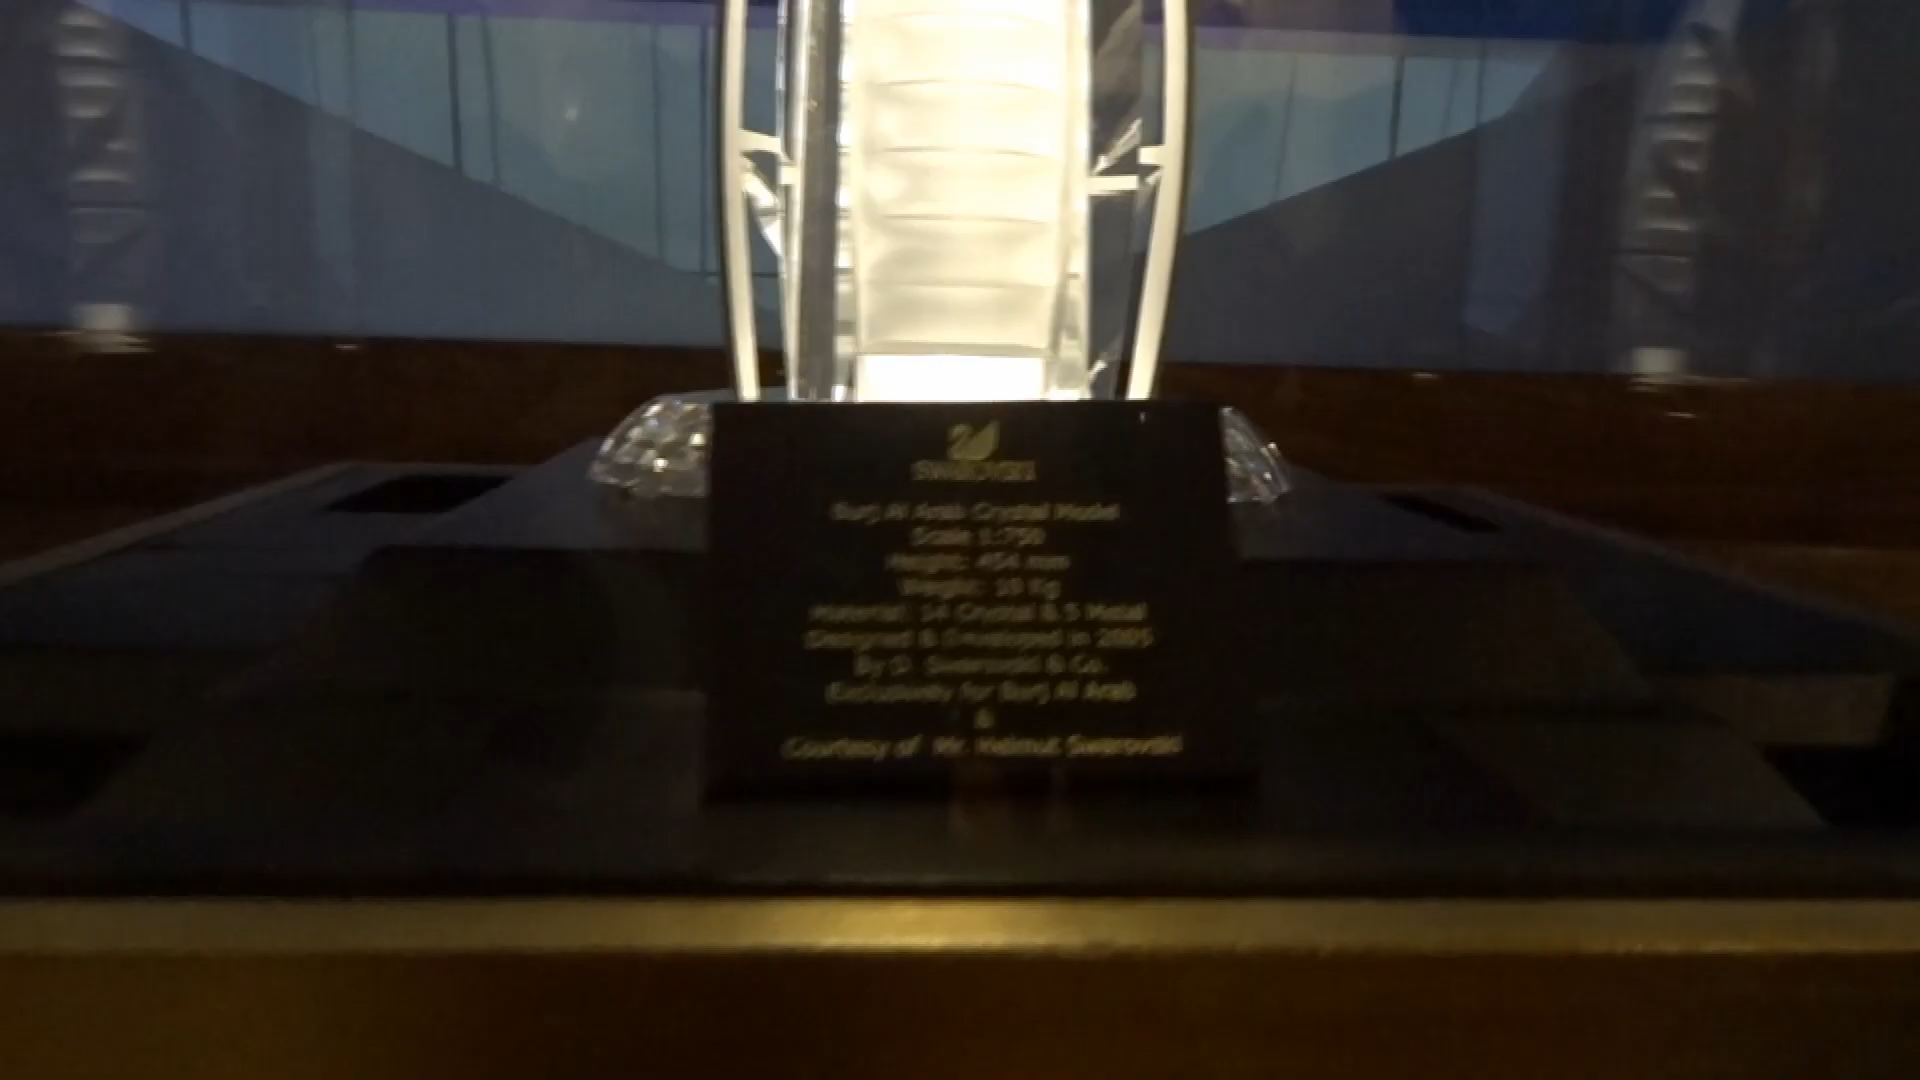 SWAROVSKI
Burj Al Arab Crystal Model
Scale 1:750
Height: 454 mm
Weight: 10 Kg
Material: 14 Crystal & 5 Metal
Designed & Developed in 2005
By D. Swarovski & Co.
Exclusively for Burj Al Arab
&
Courtesy of Mr. Helmut Swarovski